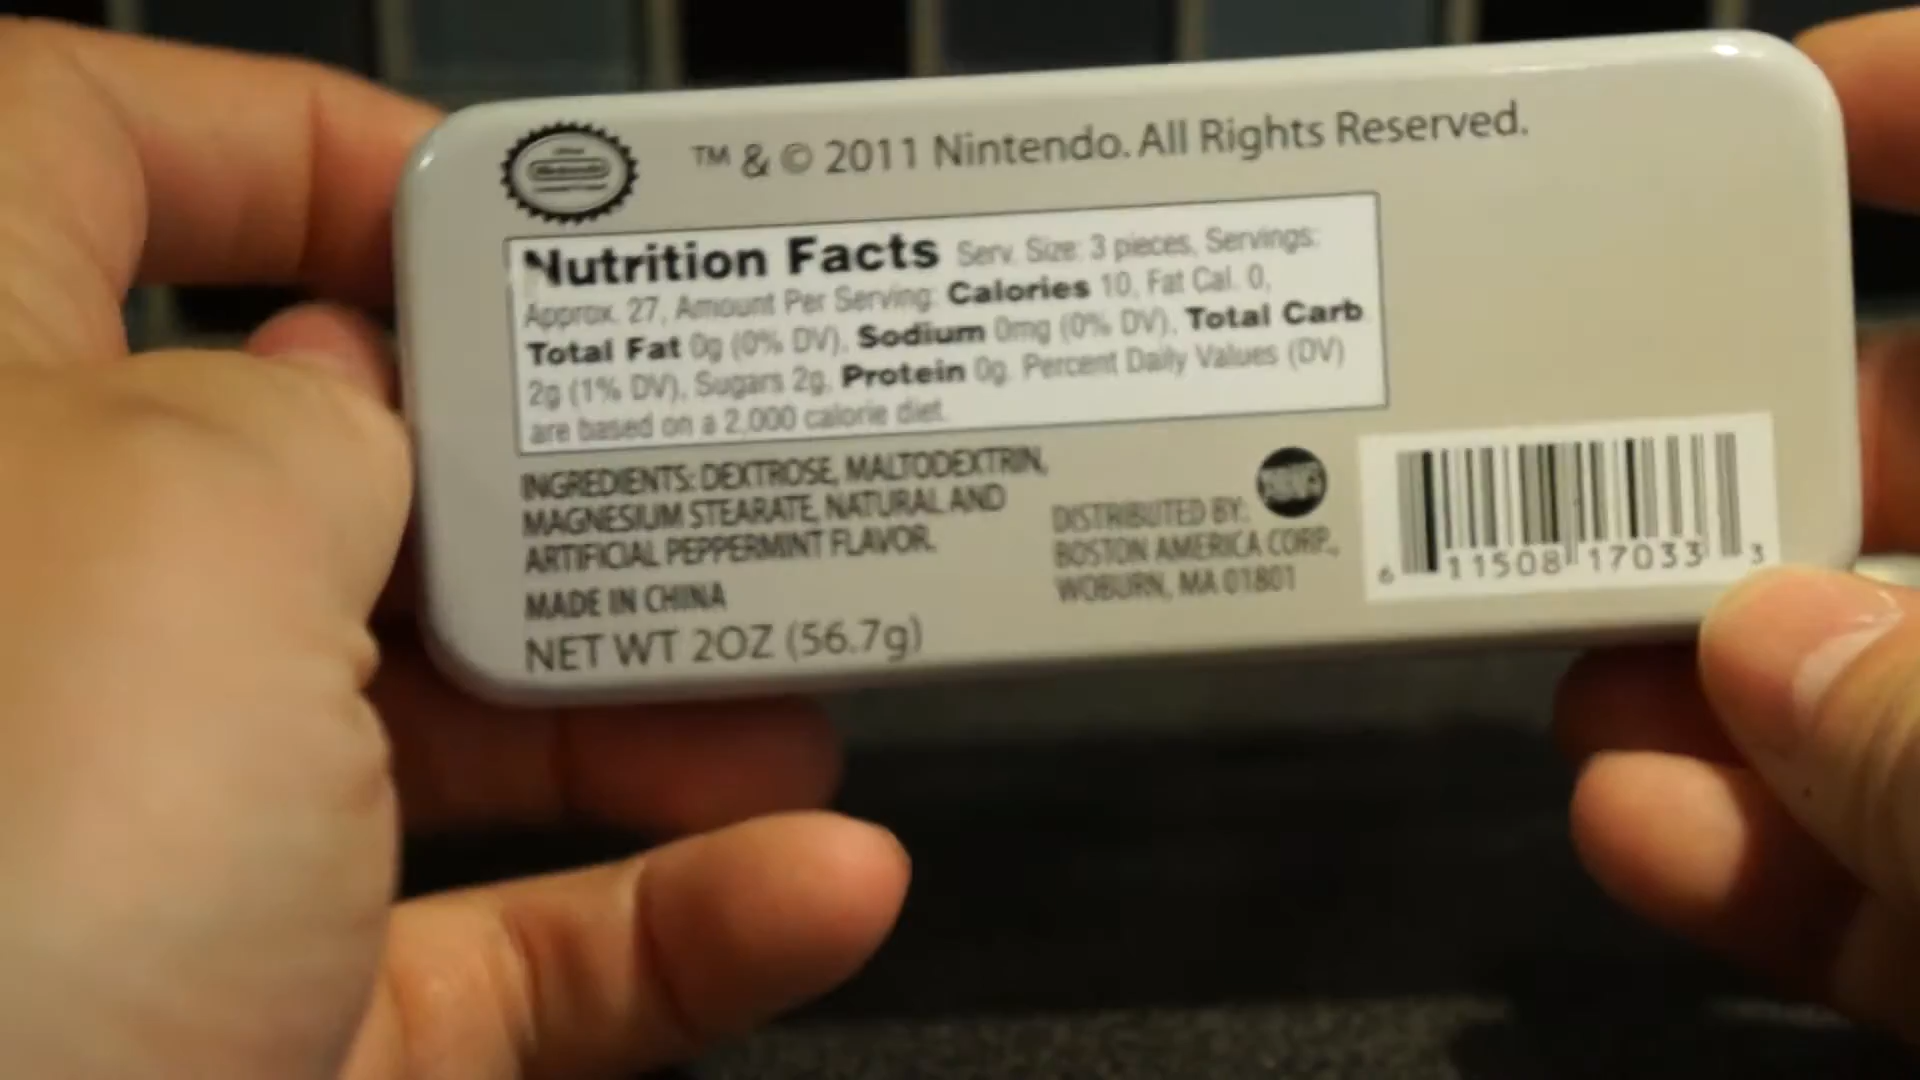 ™ & © 2011 Nintendo. All Rights Reserved.
Nutrition Facts Serv. Size: 3 pieces, Servings:
Approx. 27, Amount Per Serving: Calories 10, Fat Cal. 0,
Total Fat 0g (0% DV), Sodium 0mg (0% DV), Total Carb
2g (1% DV), Sugars 2g, Protein 0g. Percent Daily Values (DV)
are based on a 2,000 calorie diet.
INGREDIENTS: DEXTROSE, MALTODEXTRIN,
MAGNESIUM STEARATE, NATURAL AND
ARTIFICIAL PEPPERMINT FLAVOR.
MADE IN CHINA
NET WT 2OZ (56.7g)
DISTRIBUTED BY:
BOSTON AMERICA CORP.,
WOBURN, MA 01801
6 11508 17033 3